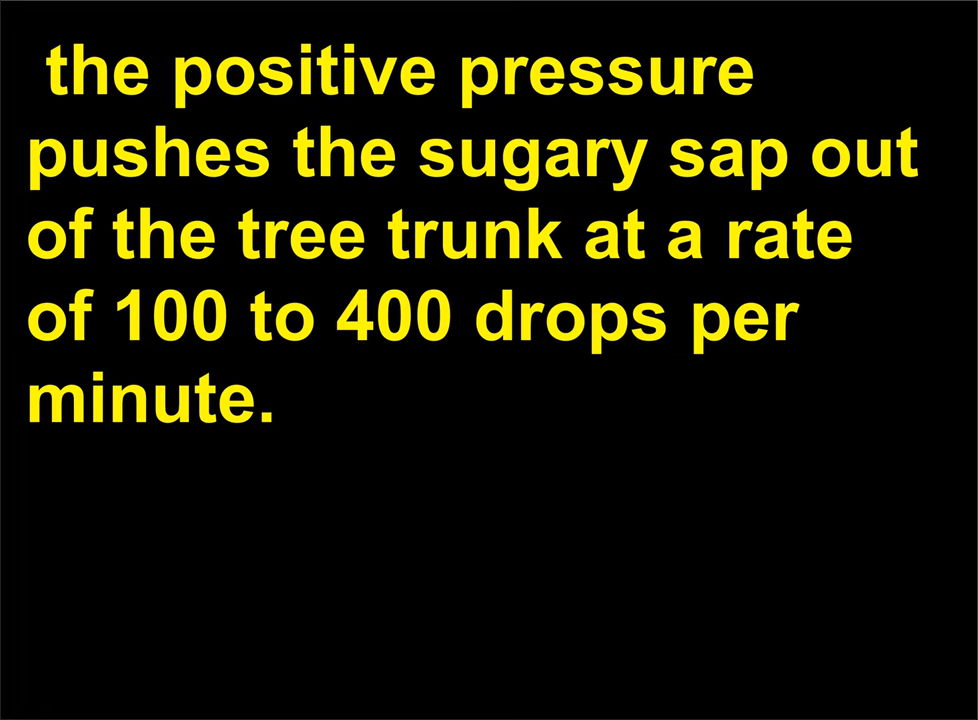 the positive pressure
pushes the sugary sap out
of the tree trunk at a rate
of 100 to 400 drops per
minute.